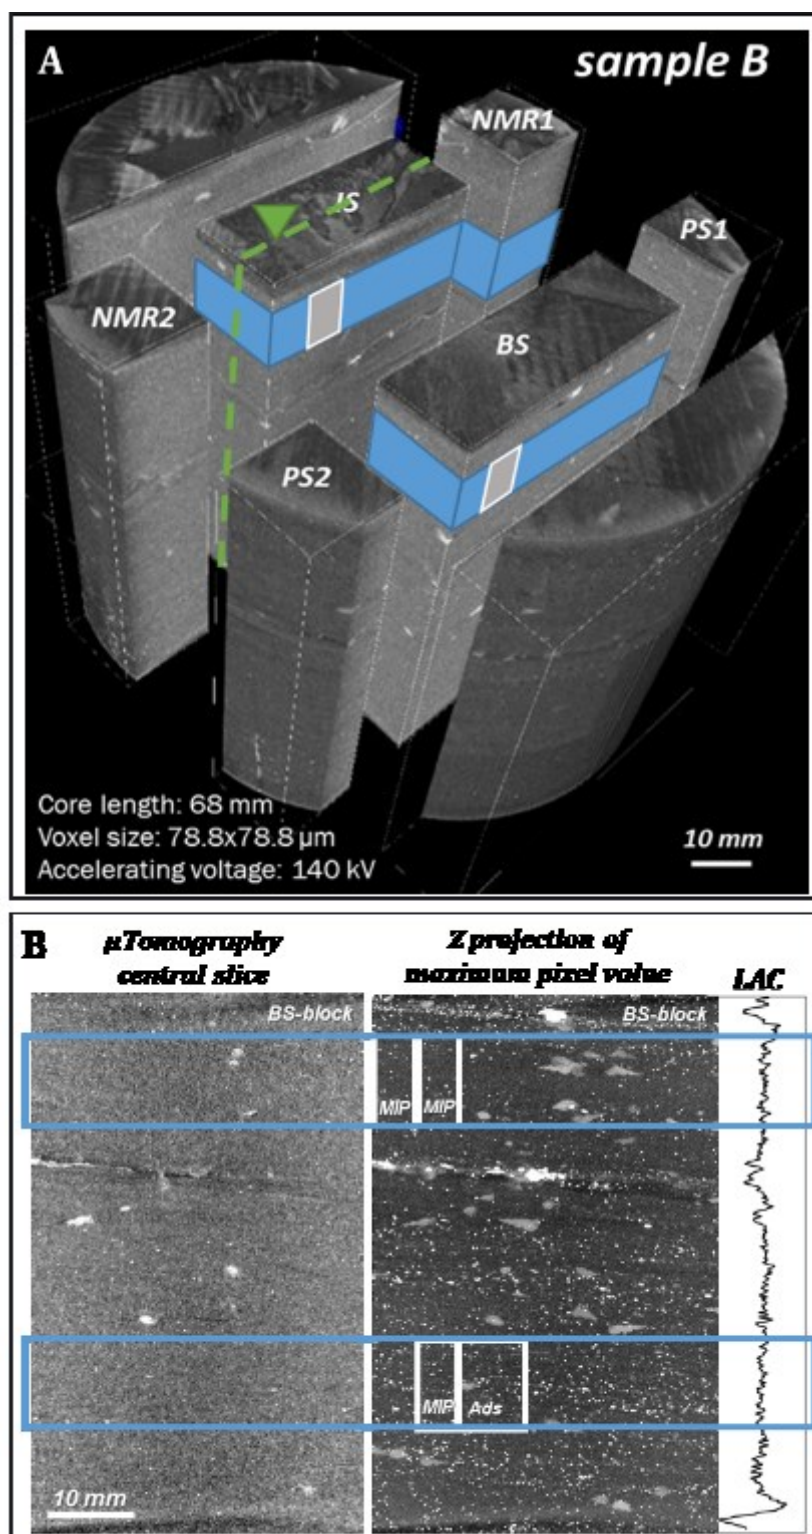 A
sample B
NMR1
IS
PS1
NMR2
BS
PS2
Core length: 68 mm
Voxel size: 78.8x78.8 µm
Accelerating voltage: 140 kV
10 mm
B
µTomography
central slice
Z projection of
maximum pixel value
LAC
BS-block
BS-block
MIP
MIP
MIP
Ads
10 mm